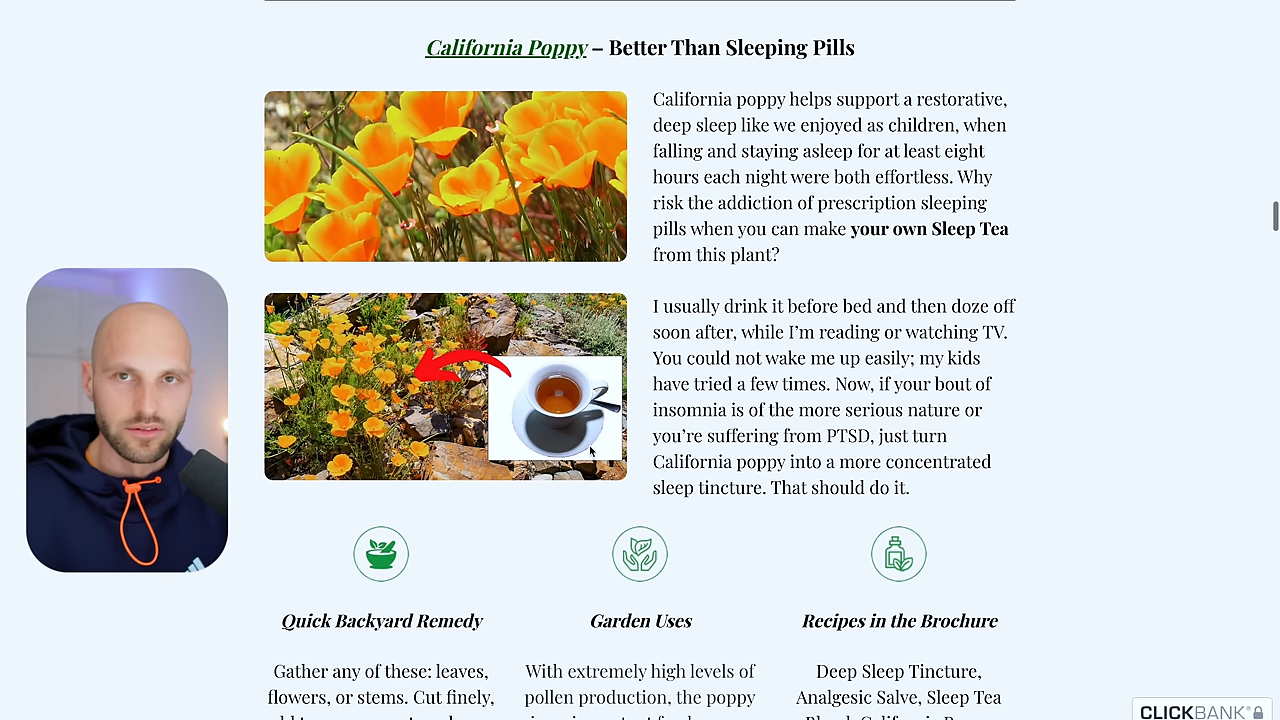 California Poppy – Better Than Sleeping Pills
California poppy helps support a restorative,
deep sleep like we enjoyed as children, when
falling and staying asleep for at least eight
hours each night were both effortless. Why
risk the addiction of prescription sleeping
pills when you can make your own Sleep Tea
from this plant?
I usually drink it before bed and then doze off
soon after, while I’m reading or watching TV.
You could not wake me up easily; my kids
have tried a few times. Now, if your bout of
insomnia is of the more serious nature or
you’re suffering from PTSD, just turn
California poppy into a more concentrated
sleep tincture. That should do it.
Quick Backyard Remedy
Gather any of these: leaves,
flowers, or stems. Cut finely,
Garden Uses
With extremely high levels of
pollen production, the poppy
Recipes in the Brochure
Deep Sleep Tincture,
Analgesic Salve, Sleep Tea
CLICKBANK®